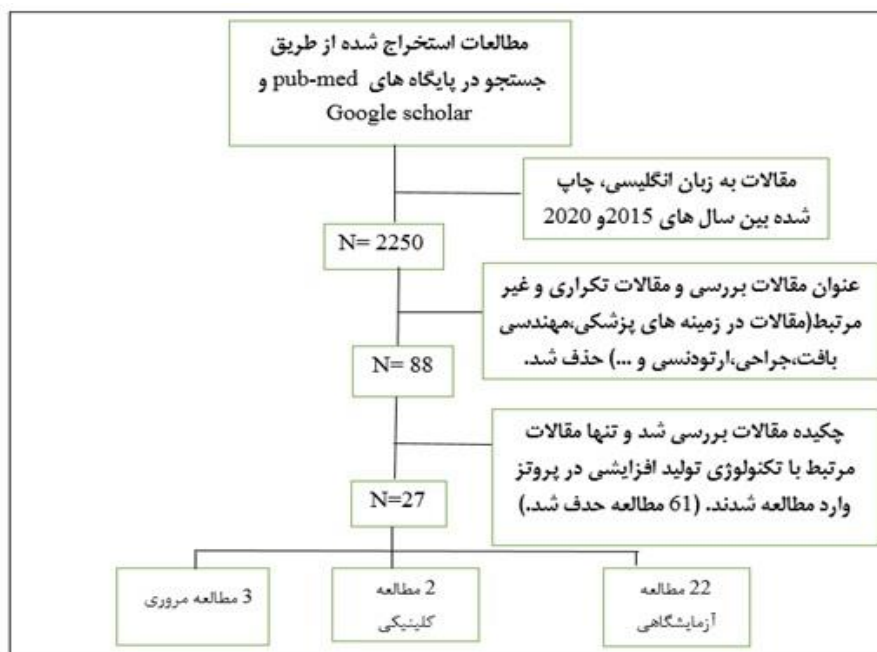 مطالعات استخراج شده از طریق
جستجو در پایگاه های pub-med و
Google scholar
مقالات به زبان انگلیسی، چاپ
شده بین سال های 2015و 2020
N= 2250
عنوان مقالات بررسی و مقالات تکراری و غیر
مرتبط(مقالات در زمینه های پزشکی،مهندسی
بافت،جراحی،ارتودنسی و ...) حذف شد.
N= 88
چکیده مقالات بررسی شد و تنها مقالات
مرتبط با تکنولوژی تولید افزایشی در پروتز
وارد مطالعه شدند. (61 مطالعه حدف شد.)
N=27
22 مطالعه
آزمایشگاهی
2 مطالعه
کلینیکی
3 مطالعه مروری